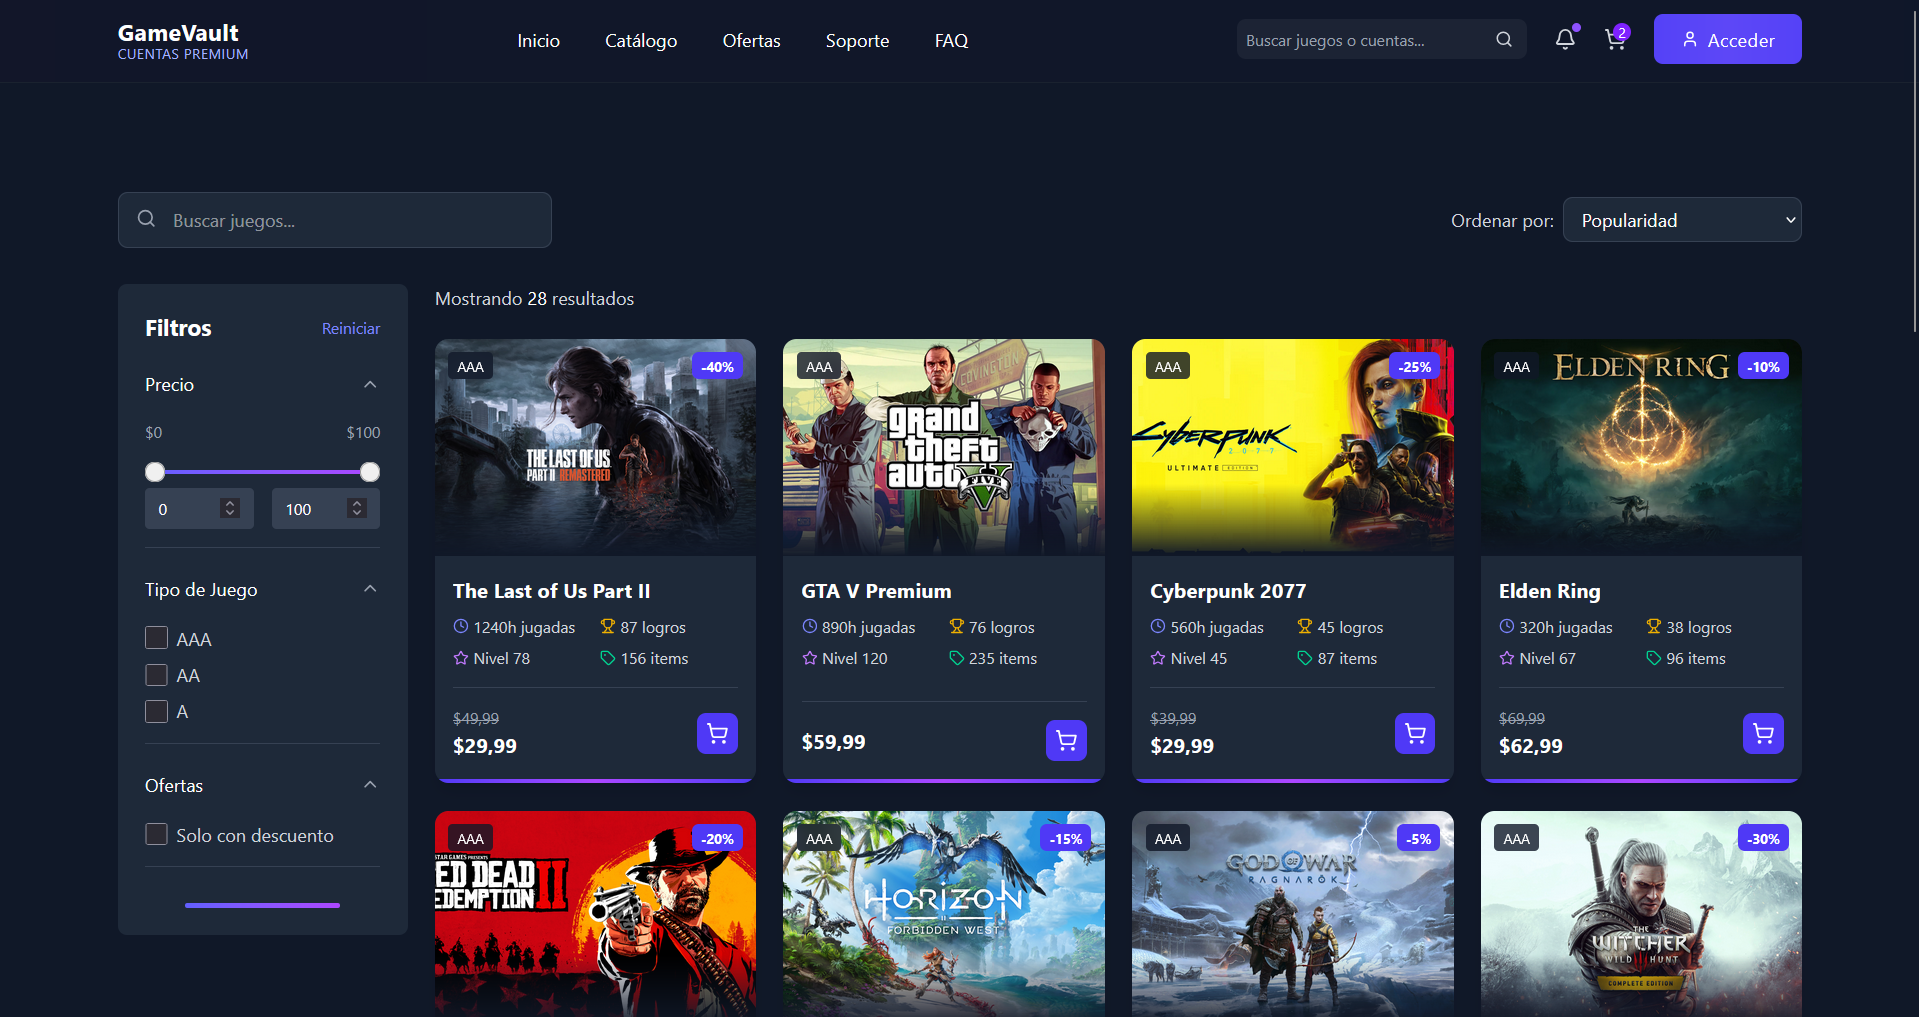 GameVault
CUENTAS PREMIUM
Inicio
Catálogo
Ofertas
Soporte
FAQ
Buscar juegos o cuentas...
2
Acceder
Buscar juegos...
Ordenar por:
Popularidad
Filtros
Reiniciar
Precio
$0
$100
0
100
Tipo de Juego
AAA
AA
A
Ofertas
Solo con descuento
Mostrando 28 resultados
AAA
-40%
THE LAST OF US
PART II REMASTERED
The Last of Us Part II
1240h jugadas
87 logros
Nivel 78
156 items
$49,99
$29,99
AAA
COVINGTON
grand
theft
auto
V
FIVE
GTA V Premium
890h jugadas
76 logros
Nivel 120
235 items
$59,99
AAA
-25%
CYBERPUNK
2077
ULTIMATE EDITION
Cyberpunk 2077
560h jugadas
45 logros
Nivel 45
87 items
$39,99
$29,99
AAA
-10%
ELDEN RING
Elden Ring
320h jugadas
38 logros
Nivel 67
96 items
$69,99
$62,99
AAA
-20%
STAR GAMES PRESENTS
ED DEAD
EDEMPTION II
AAA
-15%
HORIZON
II
FORBIDDEN WEST
AAA
-5%
GOD OF WAR
RAGNARÖK
AAA
-30%
THE
WITCHER
WILD HUNT
COMPLETE EDITION